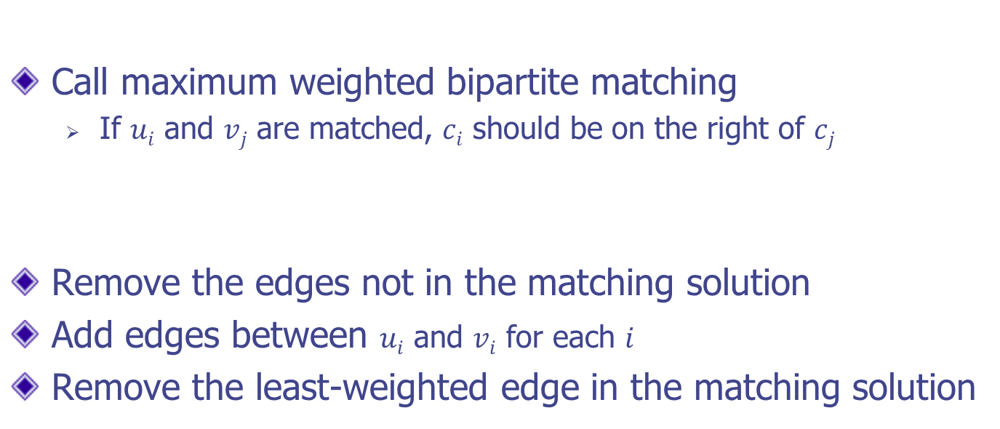 Call maximum weighted bipartite matching
If u_i and v_j are matched, c_i should be on the right of c_j
Remove the edges not in the matching solution
Add edges between u_i and v_i for each i
Remove the least-weighted edge in the matching solution